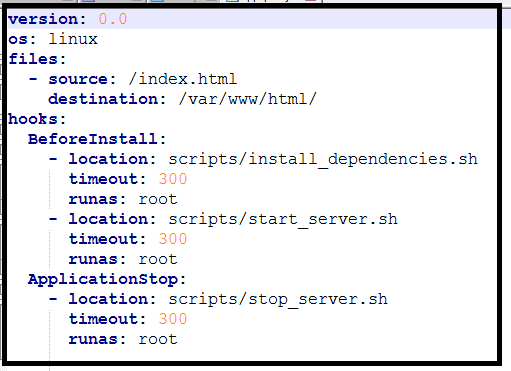 version: 0.0
os: linux
files:
  - source: /index.html
    destination: /var/www/html/
hooks:
  BeforeInstall:
    - location: scripts/install_dependencies.sh
      timeout: 300
      runas: root
    - location: scripts/start_server.sh
      timeout: 300
      runas: root
  ApplicationStop:
    - location: scripts/stop_server.sh
      timeout: 300
      runas: root